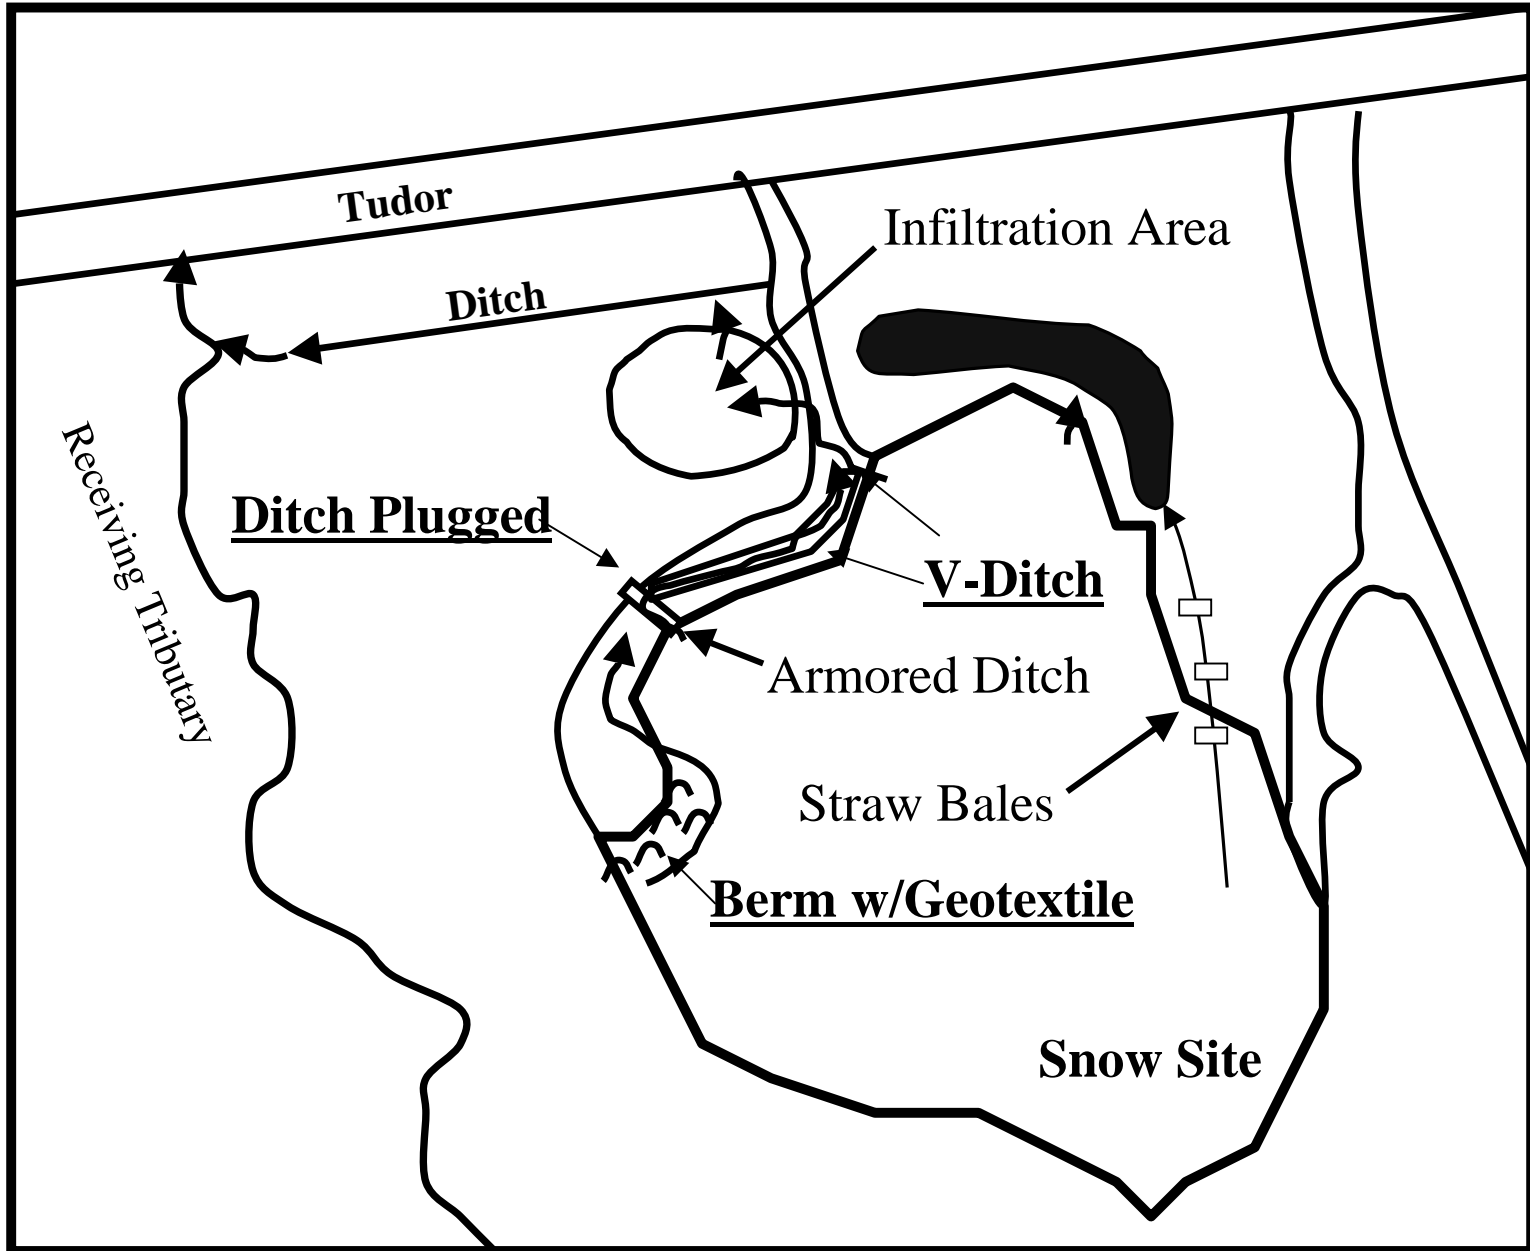 Tudor
Infiltration Area
Ditch
Receiving Tributary
Ditch Plugged
V-Ditch
Armored Ditch
Straw Bales
Berm w/Geotextile
Snow Site